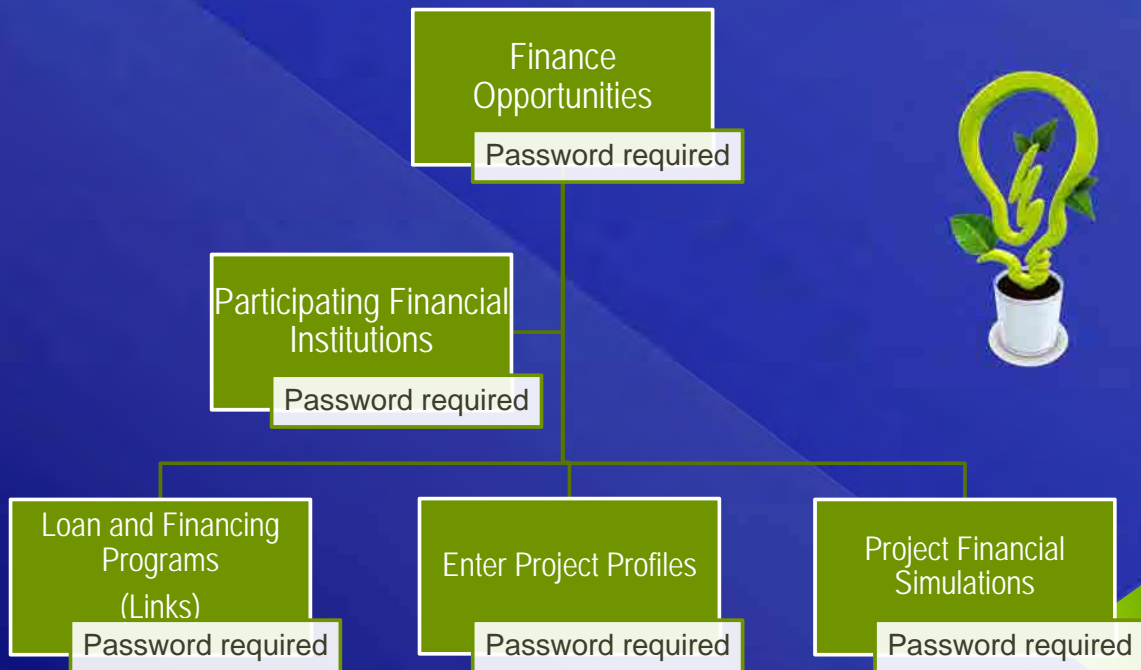 Finance
Opportunities
Password required
Participating Financial
Institutions
Password required
Loan and Financing
Programs
(Links)
Password required
Enter Project Profiles
Password required
Project Financial
Simulations
Password required